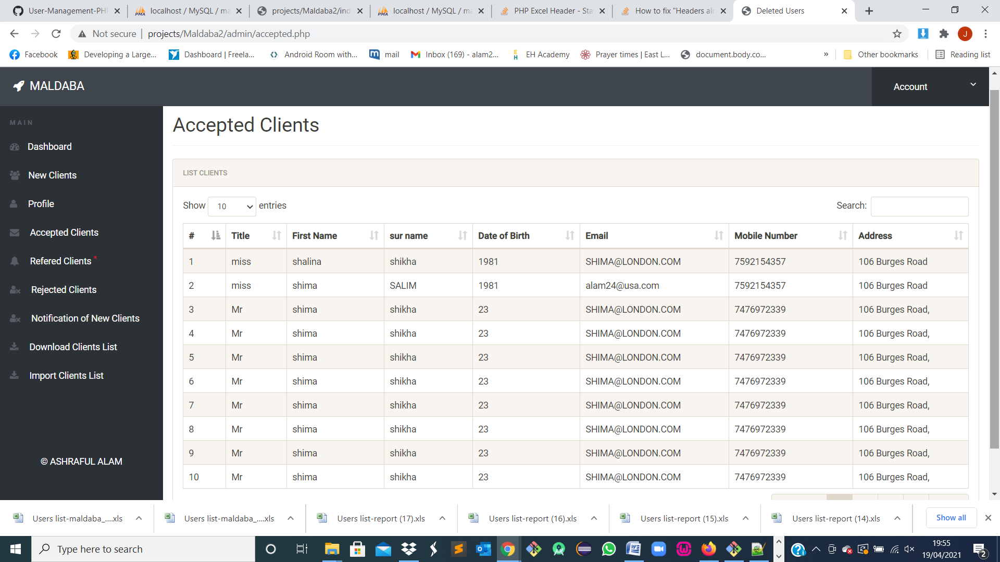 User-Management-PH
localhost / MySQL / ma
projects/Maldaba2/ind
localhost / MySQL / ma
PHP Excel Header - Sta
How to fix "Headers al
Deleted Users
Not secure | projects/Maldaba2/admin/accepted.php
Facebook Developing a Large... Dashboard | Freela... Android Room with... mail Inbox (169) - alam2... EH Academy Prayer times | East L... document.body.co... » Other bookmarks Reading list
MALDABA
Account
MAIN
Dashboard
New Clients
Profile
Accepted Clients
Refered Clients *
Rejected Clients
Notification of New Clients
Download Clients List
Import Clients List
© ASHRAFUL ALAM
Accepted Clients
LIST CLIENTS
Show 10 entries
Search:
# Title First Name sur name Date of Birth Email Mobile Number Address
1 miss shalina shikha 1981 SHIMA@LONDON.COM 7592154357 106 Burges Road
2 miss shima SALIM 1981 alam24@usa.com 7592154357 106 Burges Road
3 Mr shima shikha 23 SHIMA@LONDON.COM 7476972339 106 Burges Road,
4 Mr shima shikha 23 SHIMA@LONDON.COM 7476972339 106 Burges Road,
5 Mr shima shikha 23 SHIMA@LONDON.COM 7476972339 106 Burges Road,
6 Mr shima shikha 23 SHIMA@LONDON.COM 7476972339 106 Burges Road,
7 Mr shima shikha 23 SHIMA@LONDON.COM 7476972339 106 Burges Road,
8 Mr shima shikha 23 SHIMA@LONDON.COM 7476972339 106 Burges Road,
9 Mr shima shikha 23 SHIMA@LONDON.COM 7476972339 106 Burges Road,
10 Mr shima shikha 23 SHIMA@LONDON.COM 7476972339 106 Burges Road,
Users list-maldaba_....xls
Users list-maldaba_....xls
Users list-report (17).xls
Users list-report (16).xls
Users list-report (15).xls
Users list-report (14).xls
Show all
Type here to search
19:55
19/04/2021
2